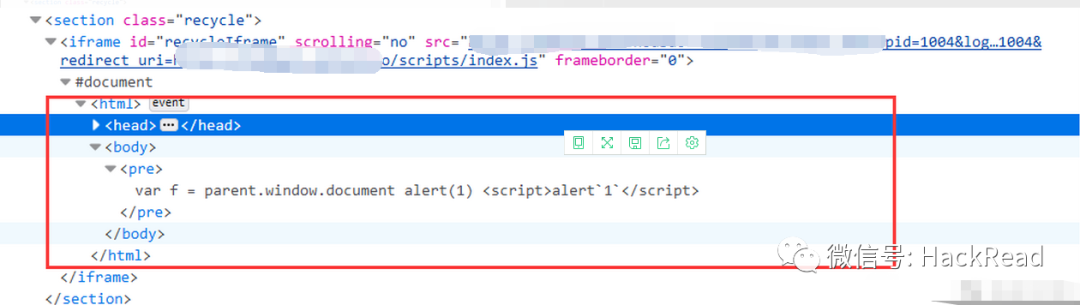 <section class="recycle">
<iframe id="recycleIframe" scrolling="no" src="pid=1004&log…1004&
redirect_uri=o/scripts/index.js" frameborder="0">
#document
<html> event
<head> ••• </head>
<body>
<pre>
var f = parent.window.document alert(1) <script>alert`1`</script>
</pre>
</body>
</html>
</iframe>
</section>
微信号: HackRead